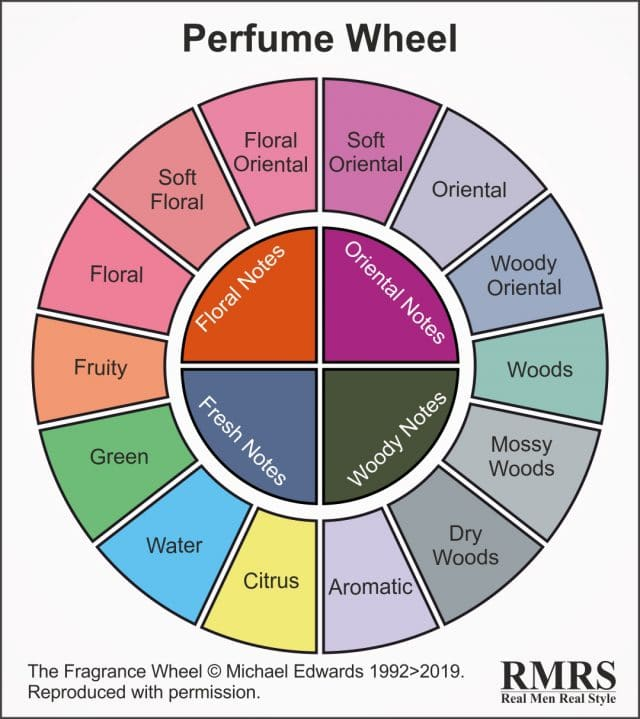 Perfume Wheel
Floral
Oriental
Soft
Oriental
Oriental
Woody
Oriental
Woods
Mossy
Woods
Dry
Woods
Aromatic
Citrus
Water
Green
Fruity
Floral
Soft
Floral
Floral Notes
Oriental Notes
Woody Notes
Fresh Notes
The Fragrance Wheel © Michael Edwards 1992>2019.
Reproduced with permission.
RMRS
Real Men Real Style